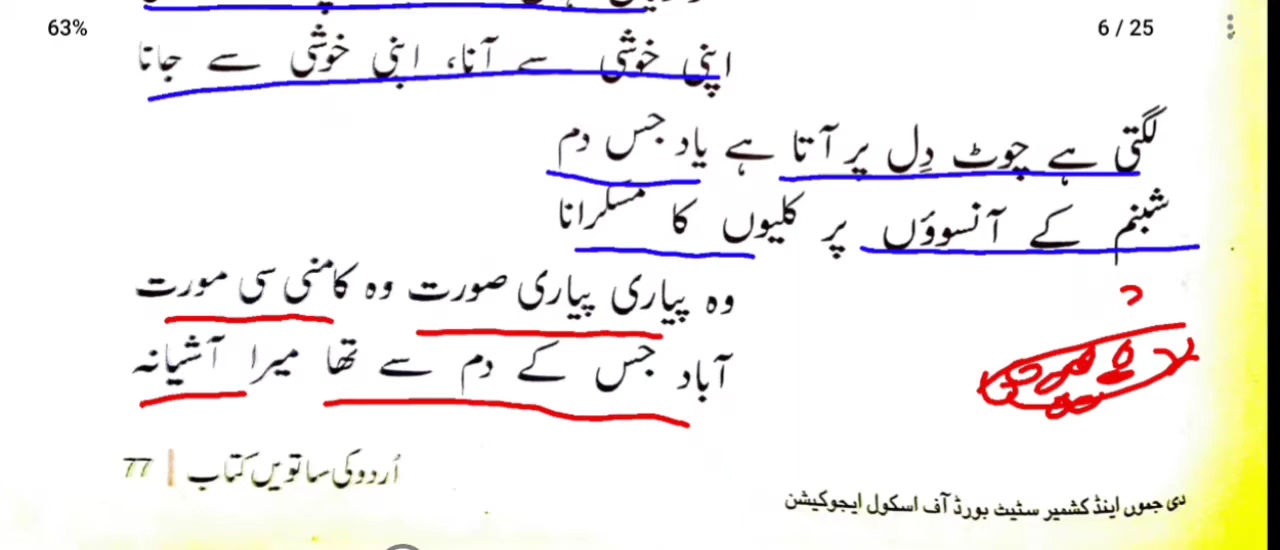 63%
6 / 25
اپنی خوشی سے آنا، اپنی خوشی سے جانا
لگتی ہے چوٹ دِل پر آتا ہے یاد جس دم
شبنم کے آنسوؤں پر کلیوں کا مسکرانا
وہ پیاری پیاری صورت وہ کامنی سی مورت
آباد جس کے دم سے تھا میرا آشیانہ
دی جموں اینڈ کشمیر سٹیٹ بورڈ آف اسکول ایجوکیشن
اُردو کی ساتویں کتاب | 77